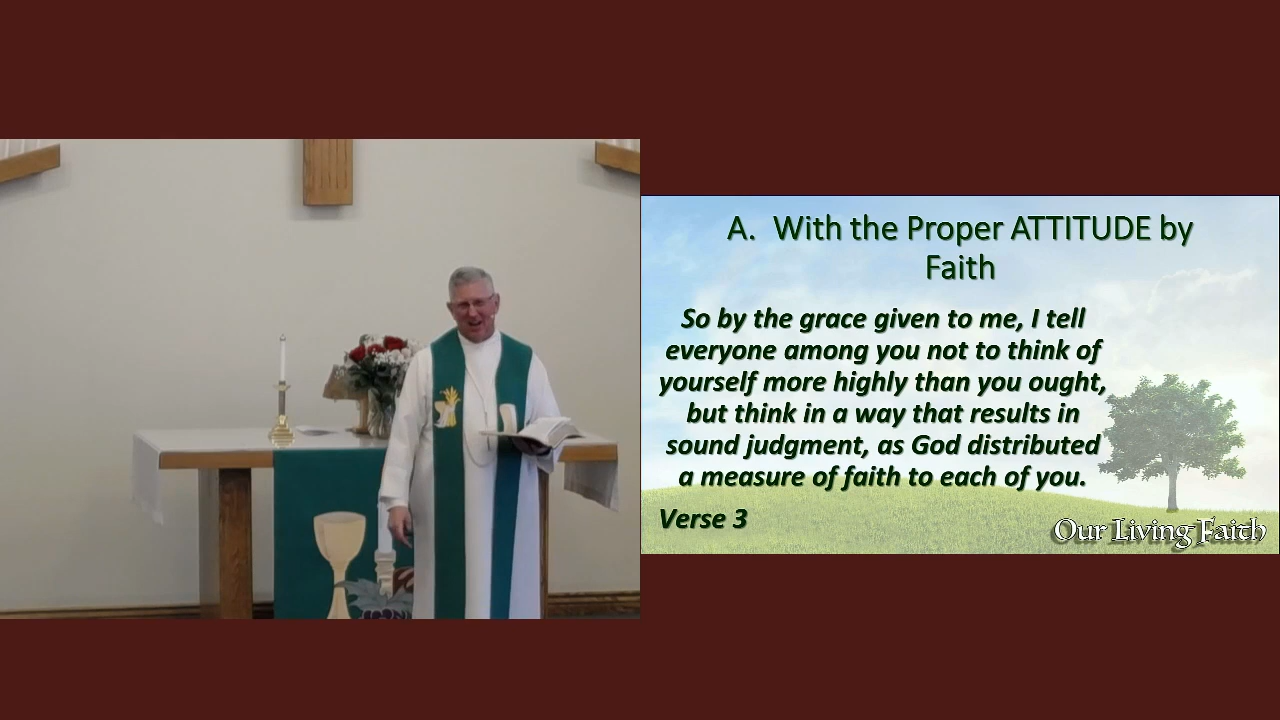 A. With the Proper ATTITUDE by
Faith
So by the grace given to me, I tell
everyone among you not to think of
yourself more highly than you ought,
but think in a way that results in
sound judgment, as God distributed
a measure of faith to each of you.
Verse 3
Our Living Faith